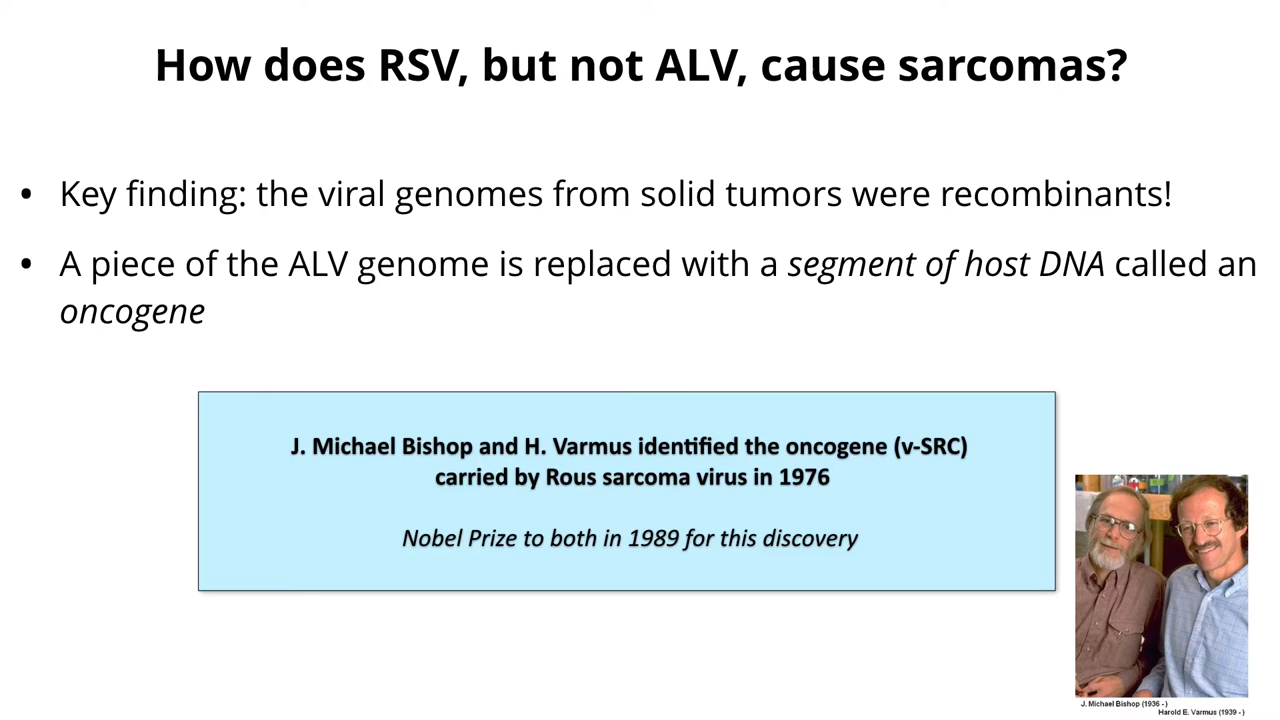 How does RSV, but not ALV, cause sarcomas?
• Key finding: the viral genomes from solid tumors were recombinants!
• A piece of the ALV genome is replaced with a segment of host DNA called an
oncogene
J. Michael Bishop and H. Varmus identified the oncogene (v-SRC)
carried by Rous sarcoma virus in 1976
Nobel Prize to both in 1989 for this discovery
J. Michael Bishop (1936 - )
Harold E. Varmus (1939 - )